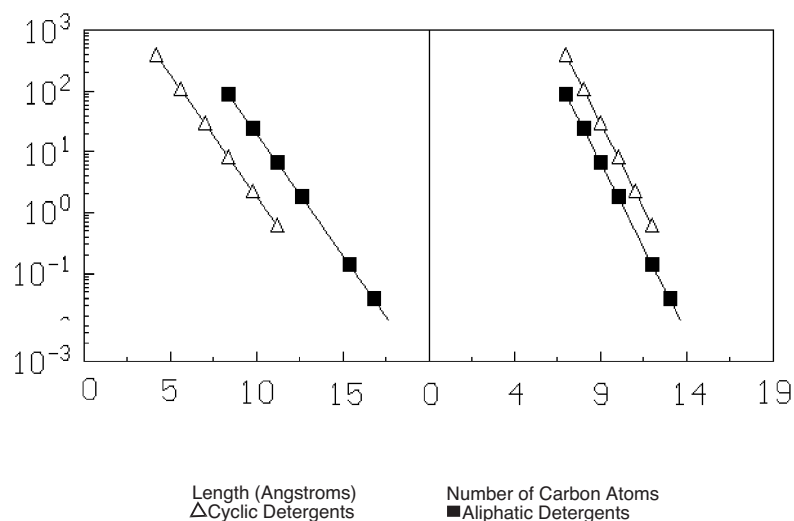 10³
10²
10¹
10⁰
10⁻¹
10⁻³
0 5 10 15 0 4 9 14 19
Length (Angstroms) Number of Carbon Atoms
△Cyclic Detergents ■Aliphatic Detergents